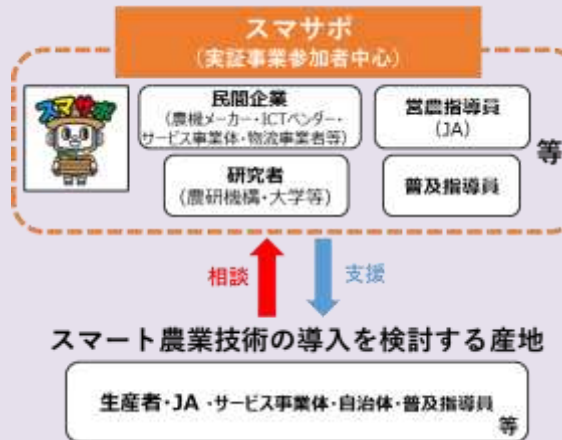 スマサポ
(実証事業参加者中心)
スマサポ
民間企業
(農機メーカー・ICTベンダー・
サービス事業体・物流事業者等)
営農指導員
(JA)
研究者
(農研機構・大学等)
普及指導員
等
相談
支援
スマート農業技術の導入を検討する産地
生産者・JA・サービス事業体・自治体・普及指導員
等